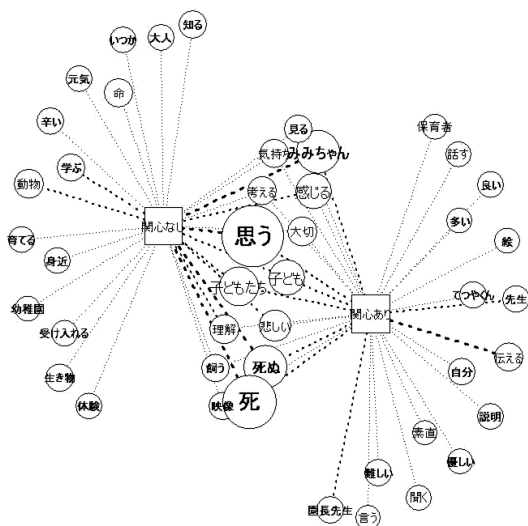 知る
大人
いつか
元気
命
辛い
学ぶ
動物
育てる
身近
幼稚園
受け入れる
生き物
体験
関心なし
見る
気持ち
みみちゃん
考える
感じる
思う
大切
子どもたち
子ども
理解
悲しい
飼う
死ぬ
映像
死
関心あり
保育者
話す
良い
多い
絵
てつやくん
先生
伝える
自分
説明
素直
優しい
難しい
聞く
園長先生
言う